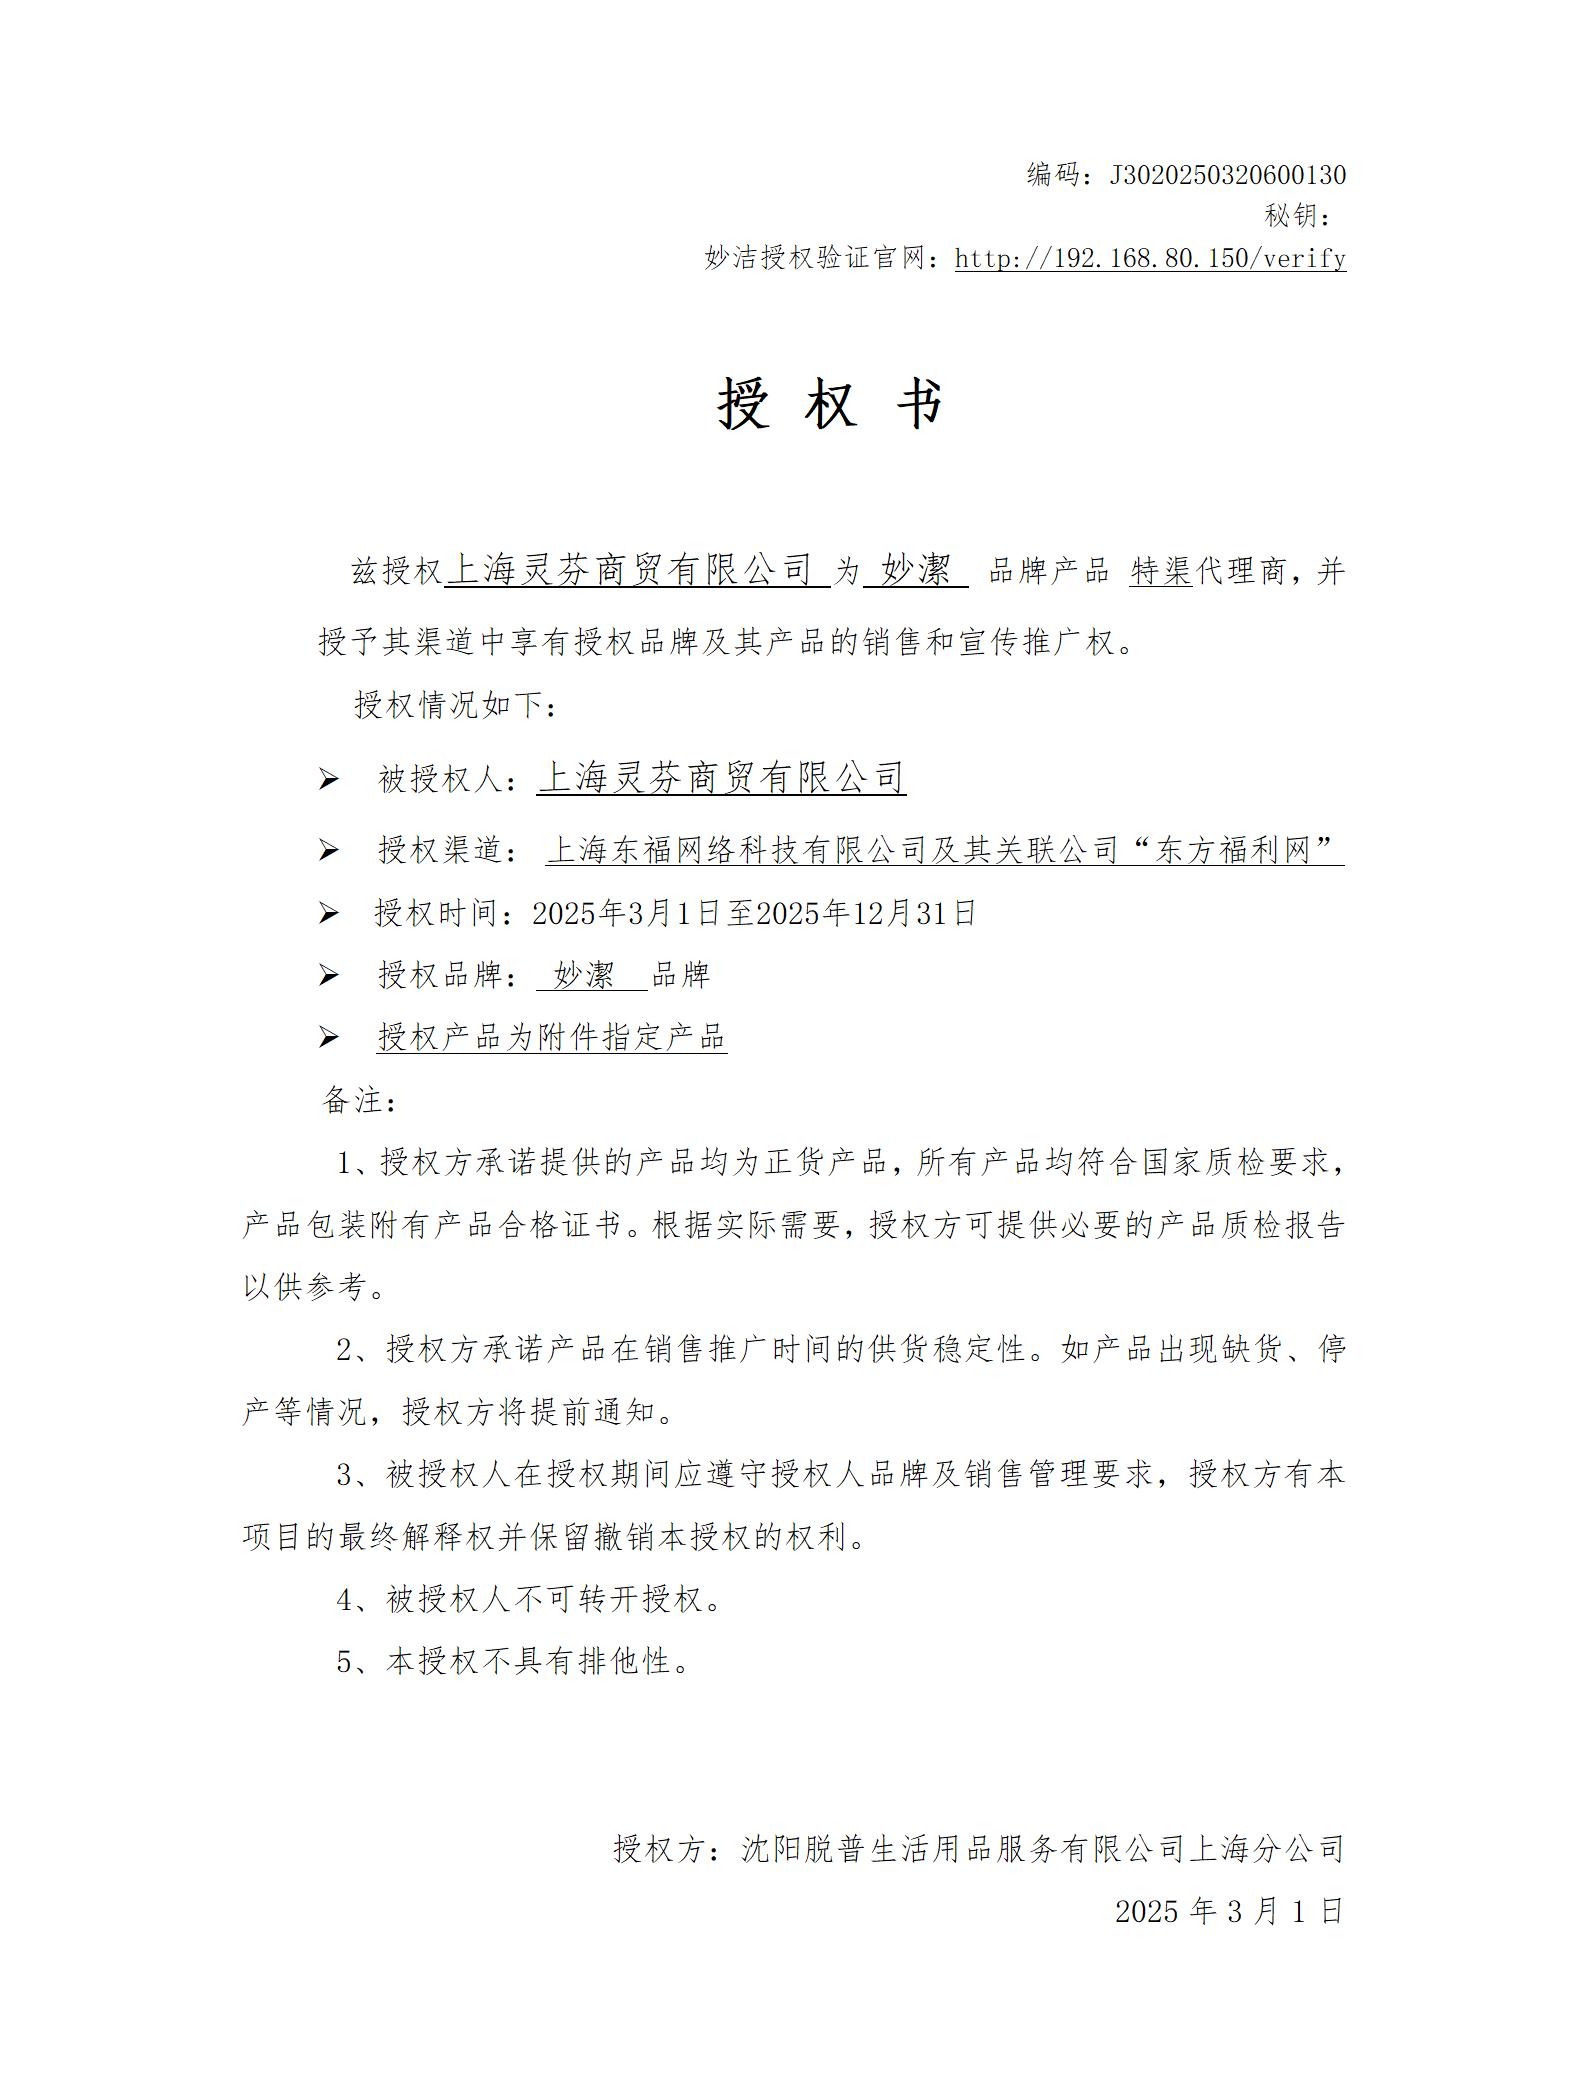 编码：J3020250320600130
秘钥：
妙洁授权验证官网：http://192.168.80.150/verify
授 权 书
兹授权上海灵芬商贸有限公司 为 妙潔 品牌产品 特渠代理商，并
授予其渠道中享有授权品牌及其产品的销售和宣传推广权。
授权情况如下：
➢ 被授权人：上海灵芬商贸有限公司
➢ 授权渠道： 上海东福网络科技有限公司及其关联公司“东方福利网”
➢ 授权时间：2025年3月1日至2025年12月31日
➢ 授权品牌： 妙潔 品牌
➢ 授权产品为附件指定产品
备注：
1、授权方承诺提供的产品均为正货产品，所有产品均符合国家质检要求，
产品包装附有产品合格证书。根据实际需要，授权方可提供必要的产品质检报告
以供参考。
2、授权方承诺产品在销售推广时间的供货稳定性。如产品出现缺货、停
产等情况，授权方将提前通知。
3、被授权人在授权期间应遵守授权人品牌及销售管理要求，授权方有本
项目的最终解释权并保留撤销本授权的权利。
4、被授权人不可转开授权。
5、本授权不具有排他性。
授权方：沈阳脱普生活用品服务有限公司上海分公司
2025 年 3 月 1 日